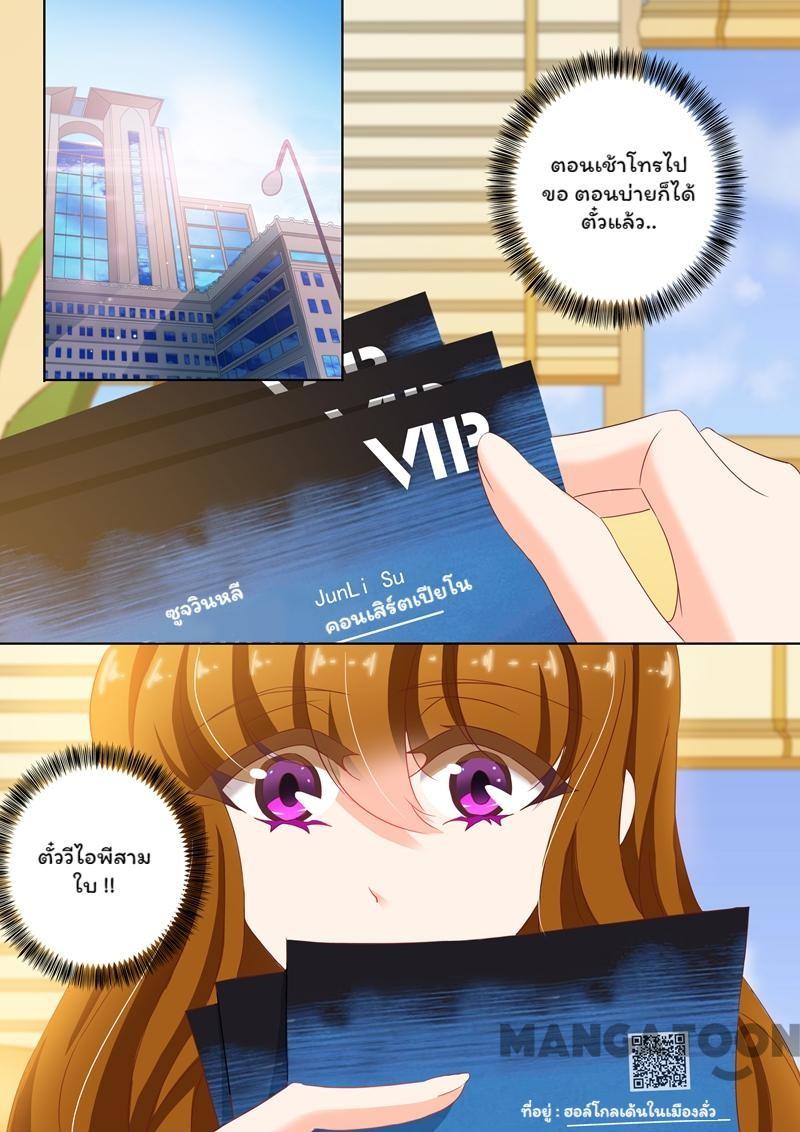 ตอนเช้าโทรไป
ขอ ตอนบ่ายก็ได้
ตั๋วแล้ว..
VIP
VIP
VIP
ซูจวินหลี
JunLi Su
คอนเสิร์ตเปียโน
ตั๋ววีไอพีสาม
ใบ !!
MANGATOON
ที่อยู่ : ฮอล์โกลเด้นในเมืองลั่ว